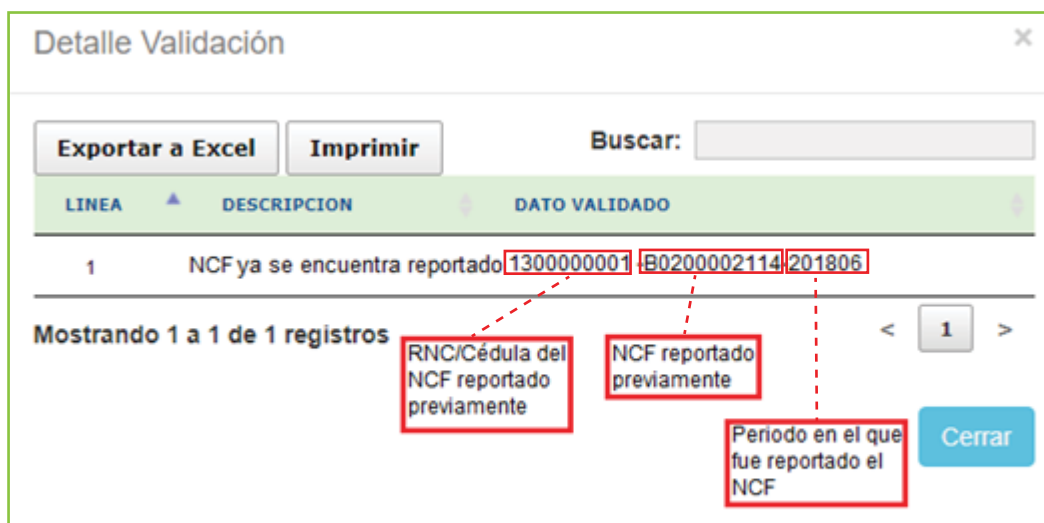 Detalle Validación ×
Exportar a Excel Imprimir Buscar:
LINEA DESCRIPCION DATO VALIDADO
1 NCF ya se encuentra reportado 1300000001 -B0200002114-201806
Mostrando 1 a 1 de 1 registros < 1 >
RNC/Cédula del
NCF reportado
previamente
NCF reportado
previamente
Periodo en el que
fue reportado el
NCF
Cerrar